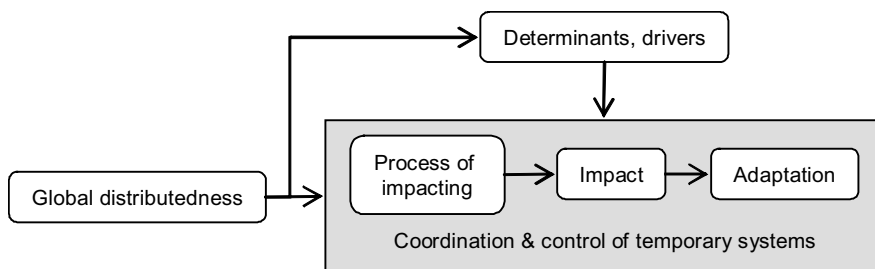 Determinants, drivers
Process of
impacting
Impact
Adaptation
Global distributedness
Coordination & control of temporary systems